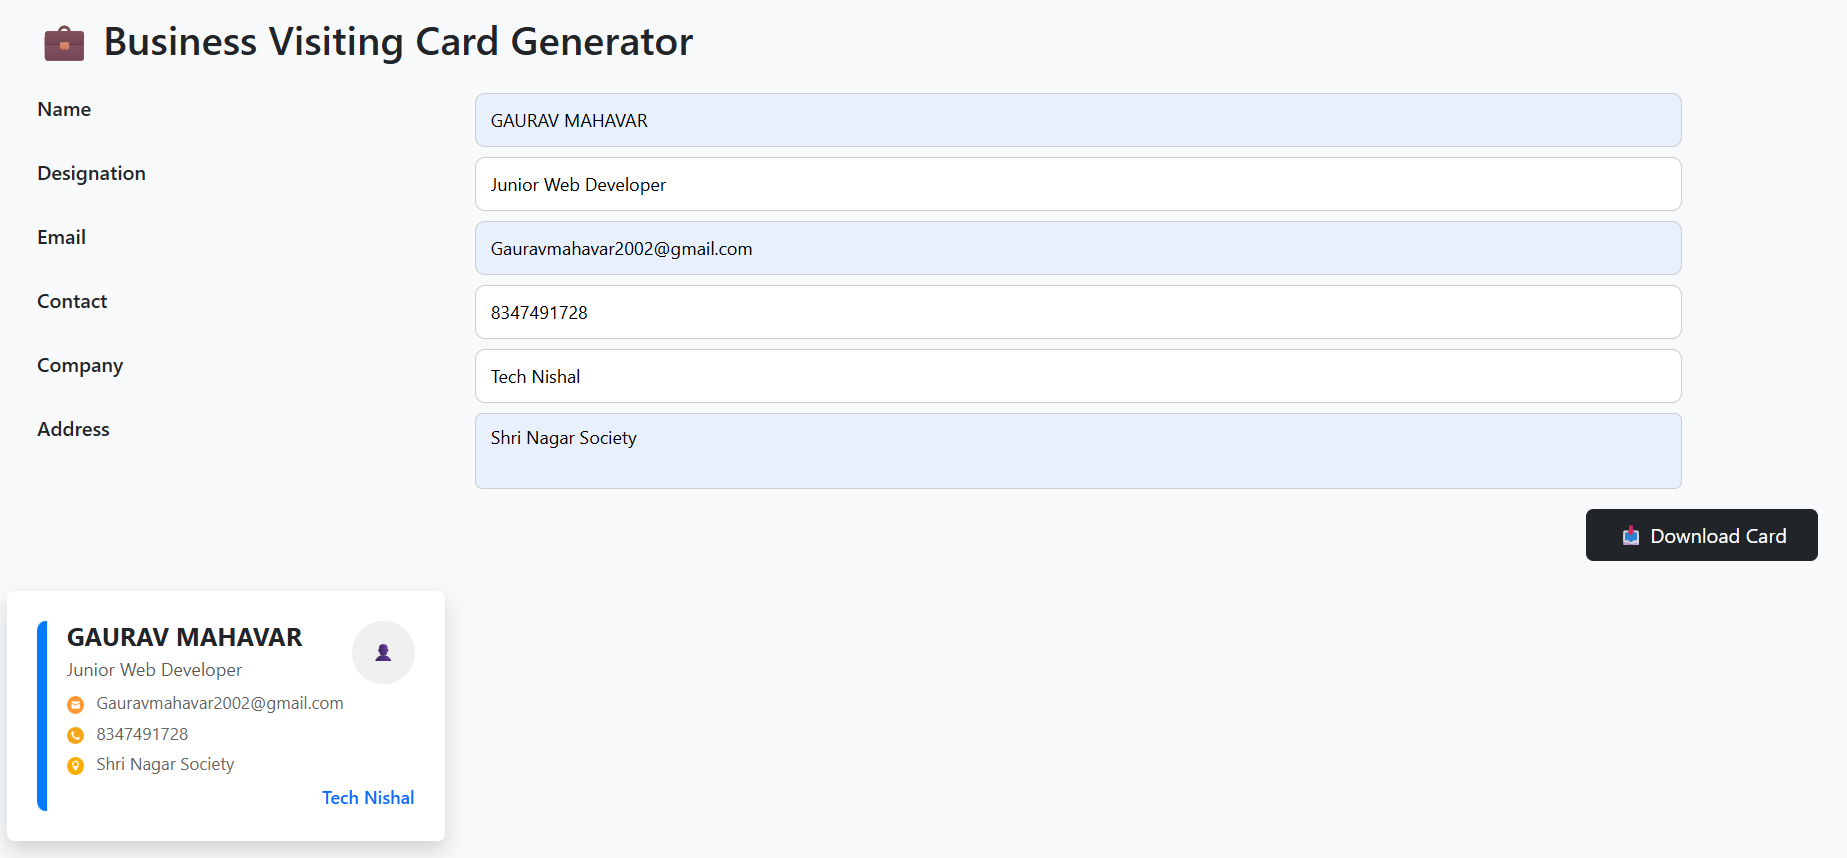 Business Visiting Card Generator
Name
GAURAV MAHAVAR
Designation
Junior Web Developer
Email
Gauravmahavar2002@gmail.com
Contact
8347491728
Company
Tech Nishal
Address
Shri Nagar Society
Download Card
GAURAV MAHAVAR
Junior Web Developer
Gauravmahavar2002@gmail.com
8347491728
Shri Nagar Society
Tech Nishal